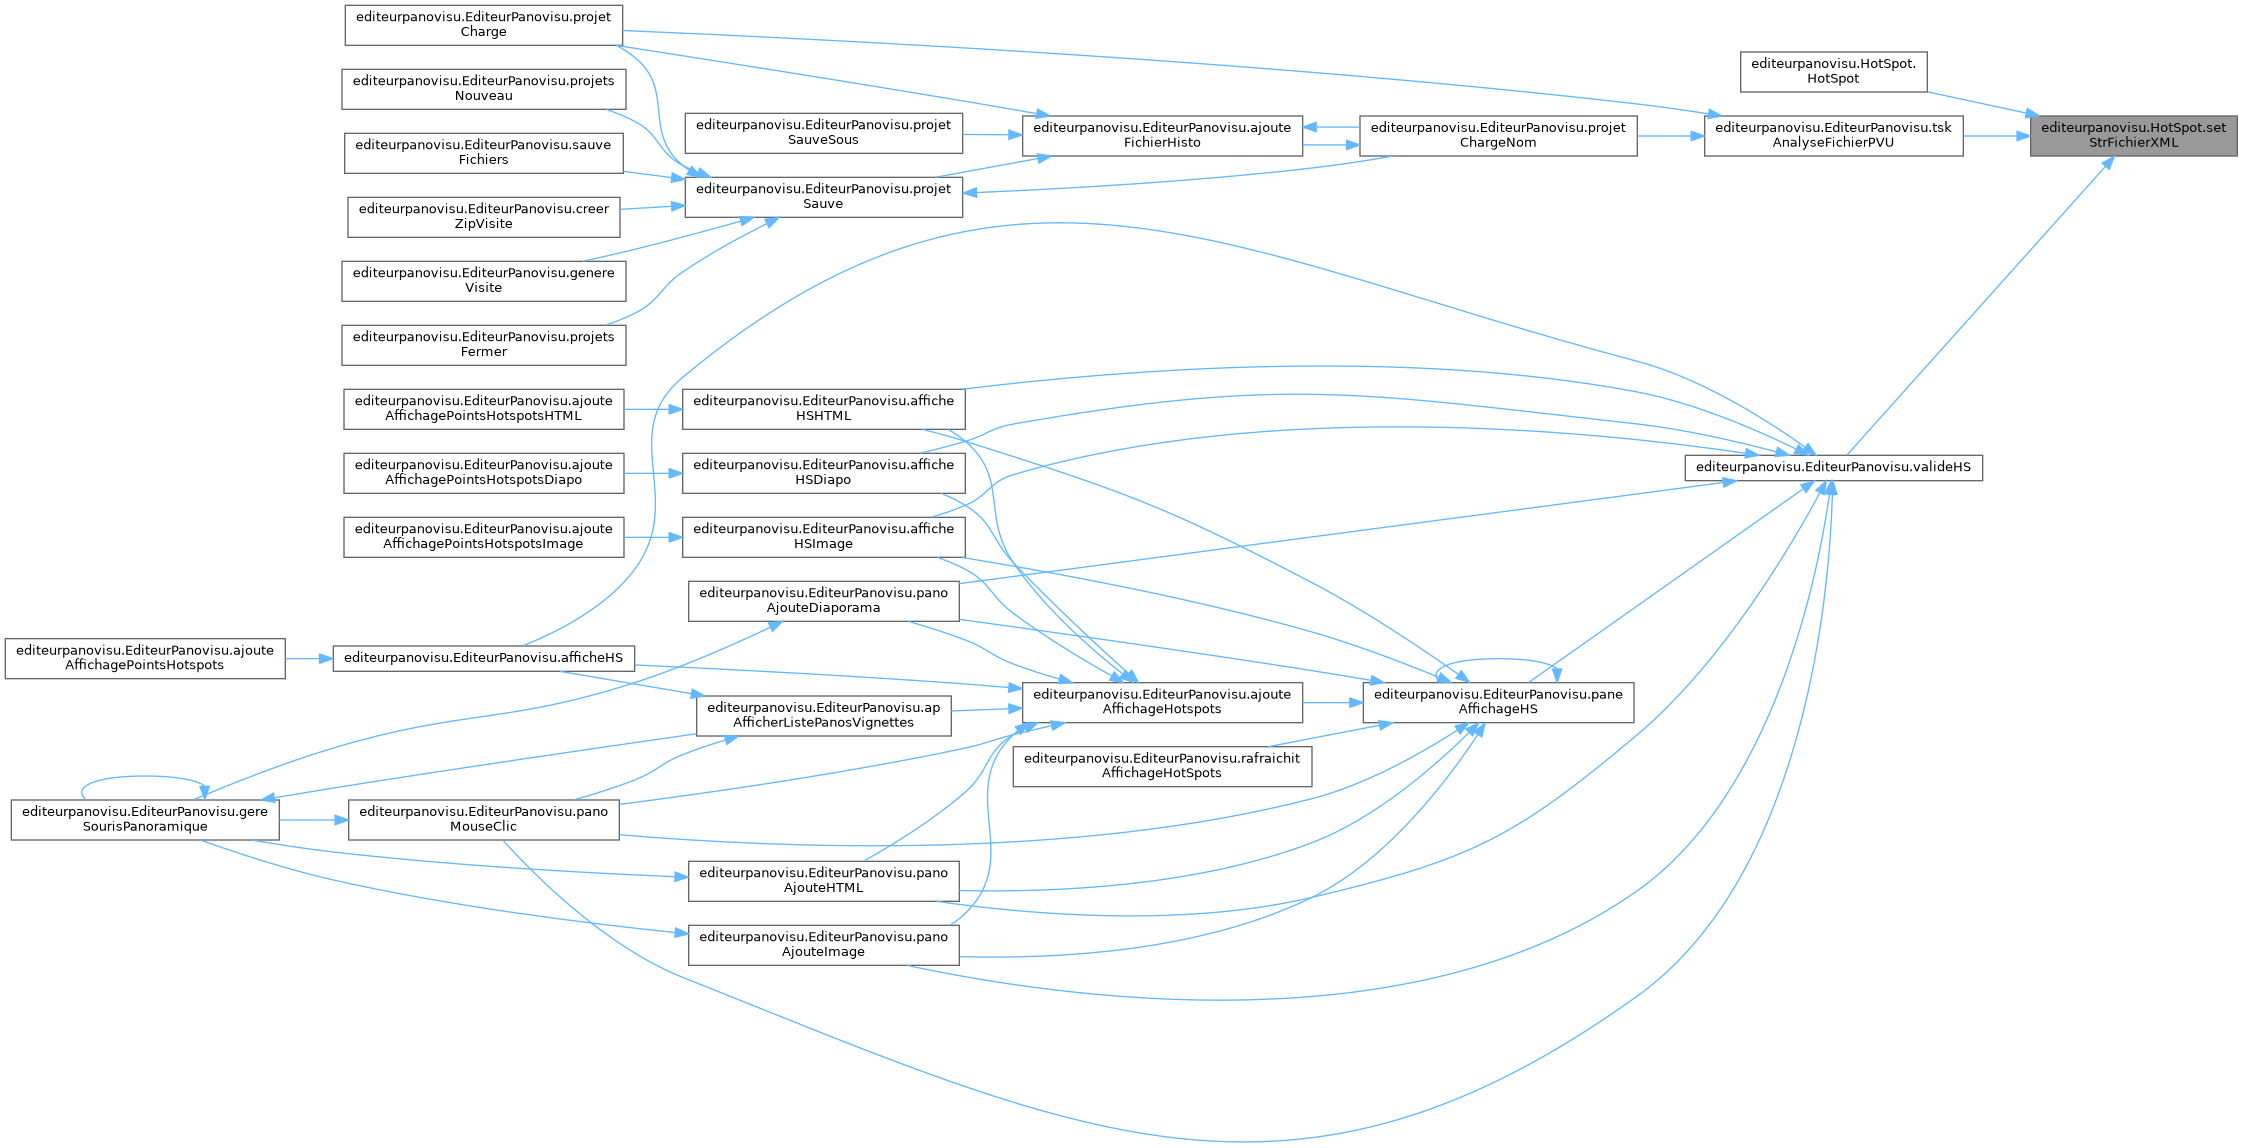 editeurpanovisu.EditeurPanovisu.projet
Charge
editeurpanovisu.EditeurPanovisu.projets
Nouveau
editeurpanovisu.EditeurPanovisu.sauve
Fichiers
editeurpanovisu.EditeurPanovisu.creer
ZipVisite
editeurpanovisu.EditeurPanovisu.genere
Visite
editeurpanovisu.EditeurPanovisu.projets
Fermer
editeurpanovisu.EditeurPanovisu.projet
SauveSous
editeurpanovisu.EditeurPanovisu.projet
Sauve
editeurpanovisu.EditeurPanovisu.ajoute
FichierHisto
editeurpanovisu.EditeurPanovisu.projet
ChargeNom
editeurpanovisu.HotSpot.
HotSpot
editeurpanovisu.EditeurPanovisu.tsk
AnalyseFichierPVU
editeurpanovisu.HotSpot.set
StrFichierXML
editeurpanovisu.EditeurPanovisu.ajoute
AffichagePointsHotspotsHTML
editeurpanovisu.EditeurPanovisu.affiche
HSHTML
editeurpanovisu.EditeurPanovisu.ajoute
AffichagePointsHotspotsDiapo
editeurpanovisu.EditeurPanovisu.affiche
HSDiapo
editeurpanovisu.EditeurPanovisu.valideHS
editeurpanovisu.EditeurPanovisu.ajoute
AffichagePointsHotspotsImage
editeurpanovisu.EditeurPanovisu.affiche
HSImage
editeurpanovisu.EditeurPanovisu.pano
AjouteDiaporama
editeurpanovisu.EditeurPanovisu.ajoute
AffichagePointsHotspots
editeurpanovisu.EditeurPanovisu.afficheHS
editeurpanovisu.EditeurPanovisu.ap
AfficherListePanosVignettes
editeurpanovisu.EditeurPanovisu.ajoute
AffichageHotspots
editeurpanovisu.EditeurPanovisu.pane
AffichageHS
editeurpanovisu.EditeurPanovisu.rafraichit
AffichageHotSpots
editeurpanovisu.EditeurPanovisu.gere
SourisPanoramique
editeurpanovisu.EditeurPanovisu.pano
MouseClic
editeurpanovisu.EditeurPanovisu.pano
AjouteHTML
editeurpanovisu.EditeurPanovisu.pano
AjouteImage